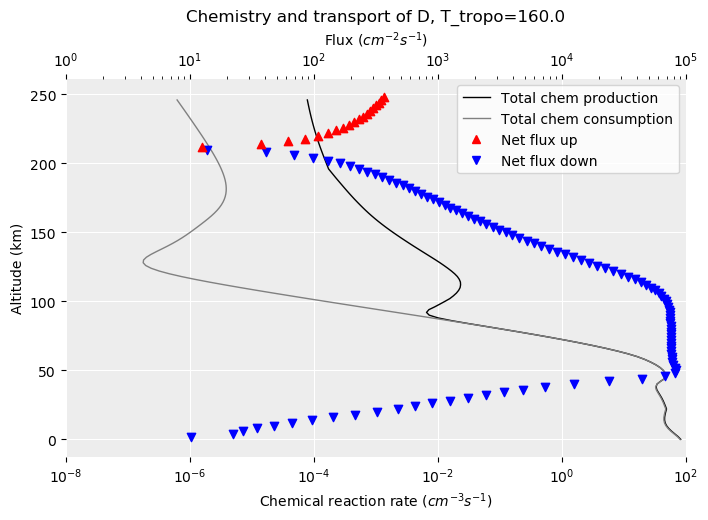 Chemistry and transport of D, T_tropo=160.0
Flux (cm⁻²s⁻¹)
10⁰ 10¹ 10² 10³ 10⁴ 10⁵
Total chem production
Total chem consumption
Net flux up
Net flux down
250
200
150
100
50
0
Altitude (km)
10⁻⁸ 10⁻⁶ 10⁻⁴ 10⁻² 10⁰ 10²
Chemical reaction rate (cm⁻³s⁻¹)